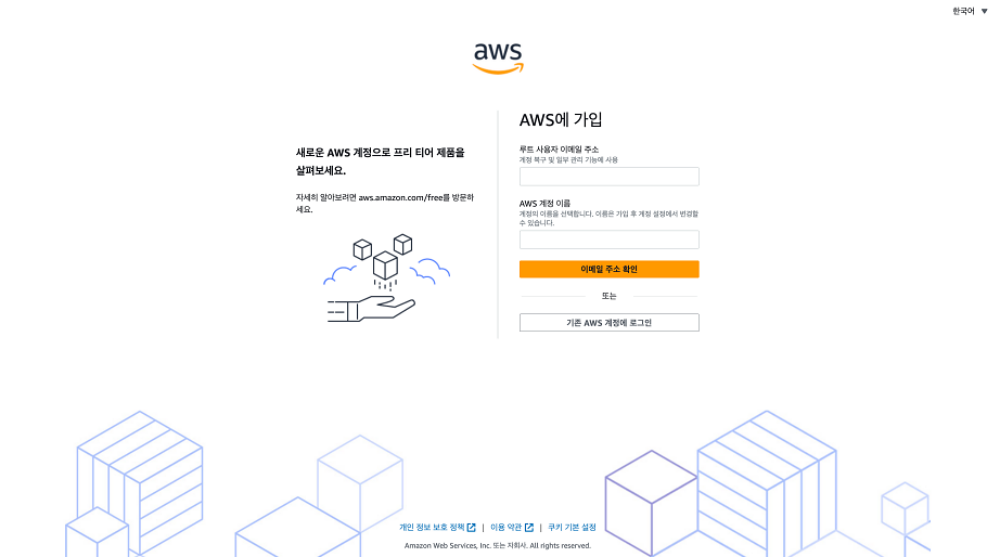 한국어
aws
새로운 AWS 계정으로 프리 티어 제품을
살펴보세요.
자세히 알아보려면 aws.amazon.com/free를 방문하
세요.
AWS에 가입
루트 사용자 이메일 주소
계정 복구 및 일부 관리 기능에 사용
AWS 계정 이름
계정의 이름을 선택합니다. 이름은 가입 후 계정 설정에서 변경할
수 있습니다.
이메일 주소 확인
또는
기존 AWS 계정에 로그인
개인 정보 보호 정책 | 이용 약관 | 쿠키 기본 설정
Amazon Web Services, Inc. 또는 자회사. All rights reserved.